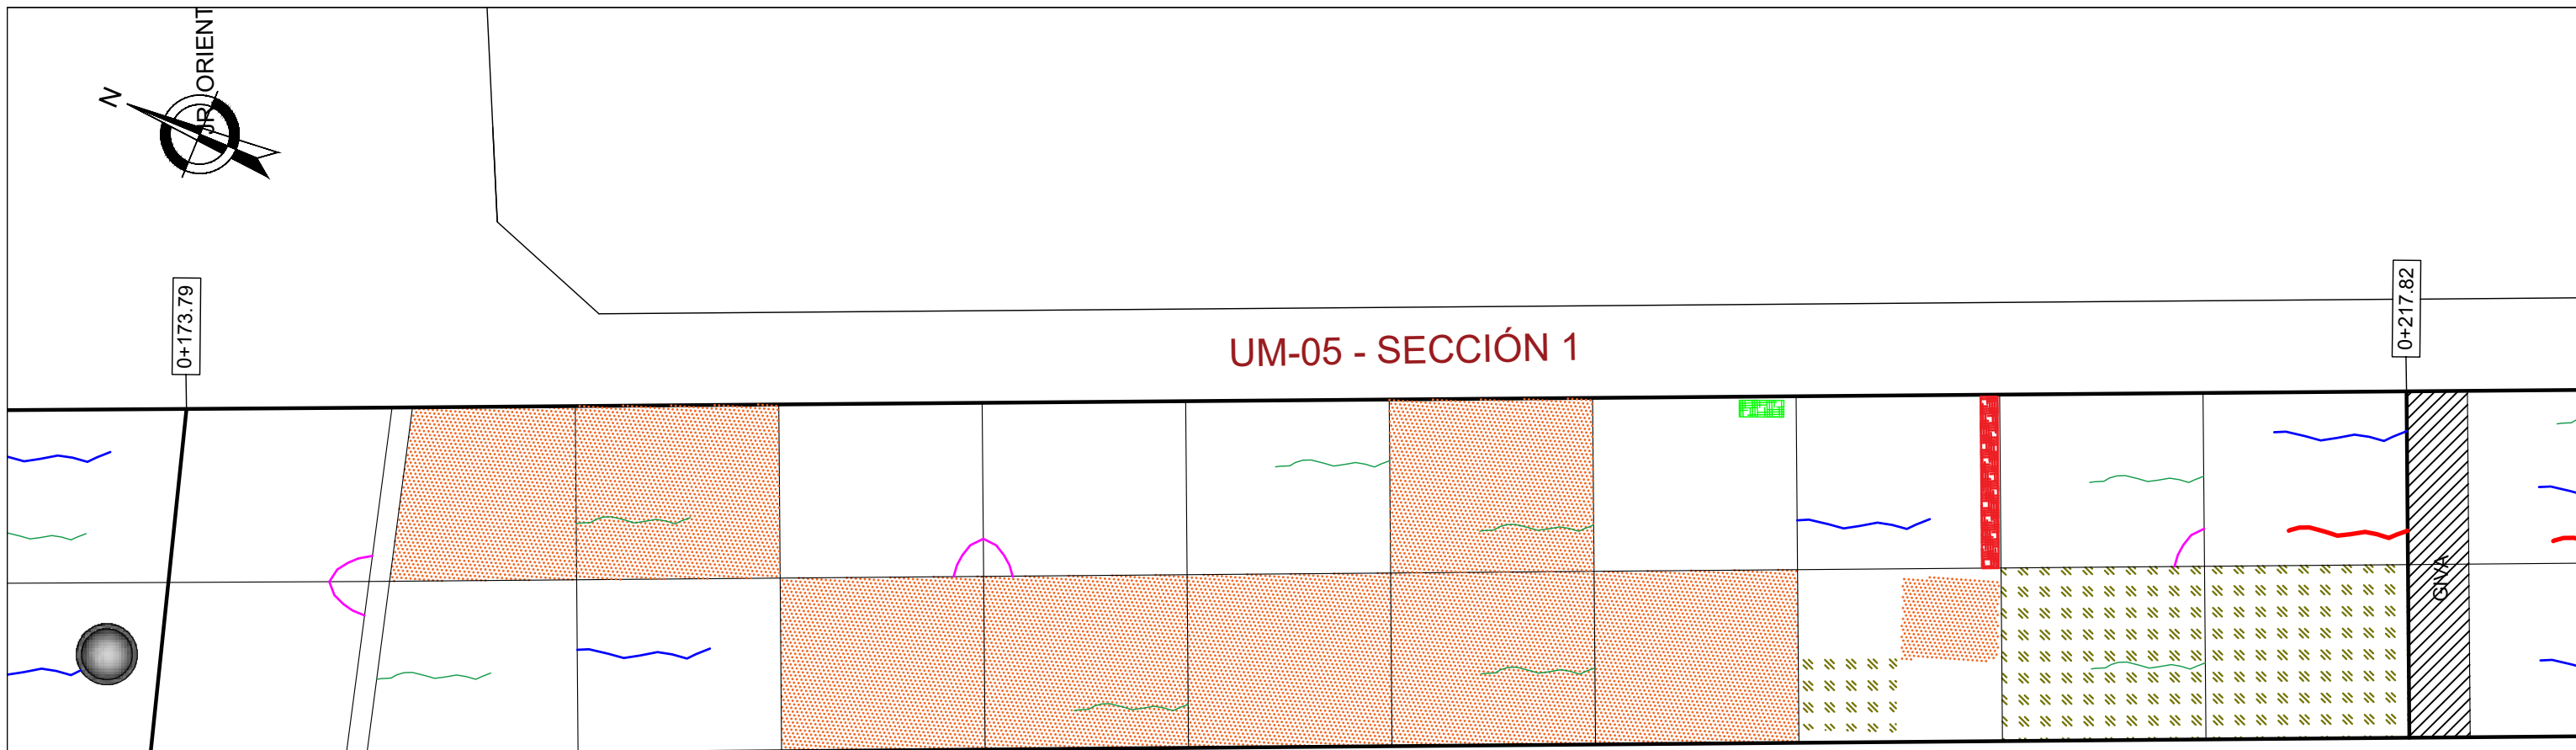 N
JR ORIENT
0+173.79
0+217.82
UM-05 - SECCIÓN 1
GIVA